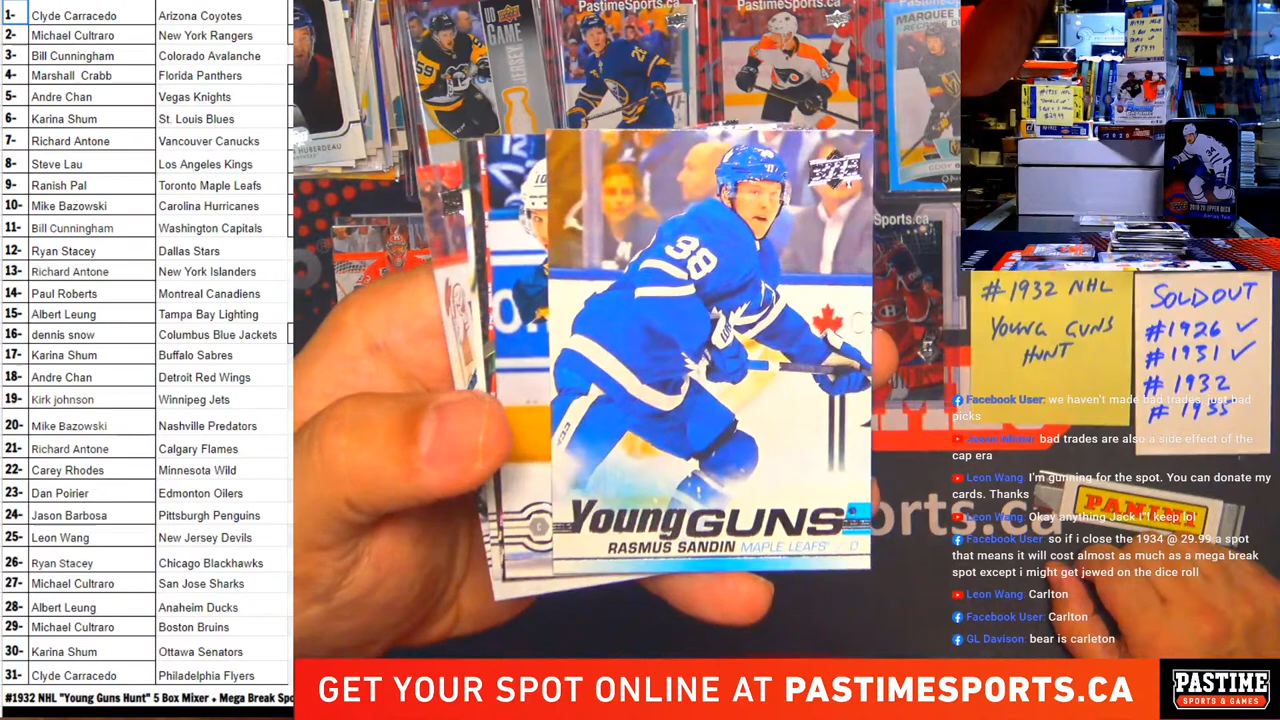 1- Clyde Carracedo Arizona Coyotes
2- Michael Cultraro New York Rangers
3- Bill Cunningham Colorado Avalanche
4- Marshall Crabb Florida Panthers
5- Andre Chan Vegas Knights
6- Karina Shum St. Louis Blues
7- Richard Antone Vancouver Canucks
8- Steve Lau Los Angeles Kings
9- Ranish Pal Toronto Maple Leafs
10- Mike Bazowski Carolina Hurricanes
11- Bill Cunningham Washington Capitals
12- Ryan Stacey Dallas Stars
13- Richard Antone New York Islanders
14- Paul Roberts Montreal Canadiens
15- Albert Leung Tampa Bay Lighting
16- dennis snow Columbus Blue Jackets
17- Karina Shum Buffalo Sabres
18- Andre Chan Detroit Red Wings
19- Kirk johnson Winnipeg Jets
20- Mike Bazowski Nashville Predators
21- Richard Antone Calgary Flames
22- Carey Rhodes Minnesota Wild
23- Dan Poirier Edmonton Oilers
24- Jason Barbosa Pittsburgh Penguins
25- Leon Wang New Jersey Devils
26- Ryan Stacey Chicago Blackhawks
27- Michael Cultraro San Jose Sharks
28- Albert Leung Anaheim Ducks
29- Michael Cultraro Boston Bruins
30- Karina Shum Ottawa Senators
31- Clyde Carracedo Philadelphia Flyers
#1932 NHL "Young Guns Hunt" 5 Box Mixer + Mega Break Spo
PastimeSports.ca
PastimeSports.ca
UD GAME JERSEY
MARQUEE
HUBERDEAU
Sports.ca
38
Young GUNS
RASMUS SANDIN MAPLE LEAFS / D
orts.ca
PANINI
34
#1932 NHL
YOUNG GUNS
HUNT
SOLD OUT
#1926 ✓
#1931 ✓
#1932
Facebook User: we haven't made bad trades, just bad
picks
bad trades are also a side effect of the
cap era
Leon Wang: I'm gunning for the spot. You can donate my
cards. Thanks
Leon Wang: Okay anything Jack I'll keep lol
Facebook User: so if i close the 1934 @ 29.99 a spot
that means it will cost almost as much as a mega break
spot except i might get jewed on the dice roll
Leon Wang: Carlton
Facebook User: Carlton
GL Davison: bear is carleton
GET YOUR SPOT ONLINE AT PASTIMESPORTS.CA
PASTIME
SPORTS & GAMES